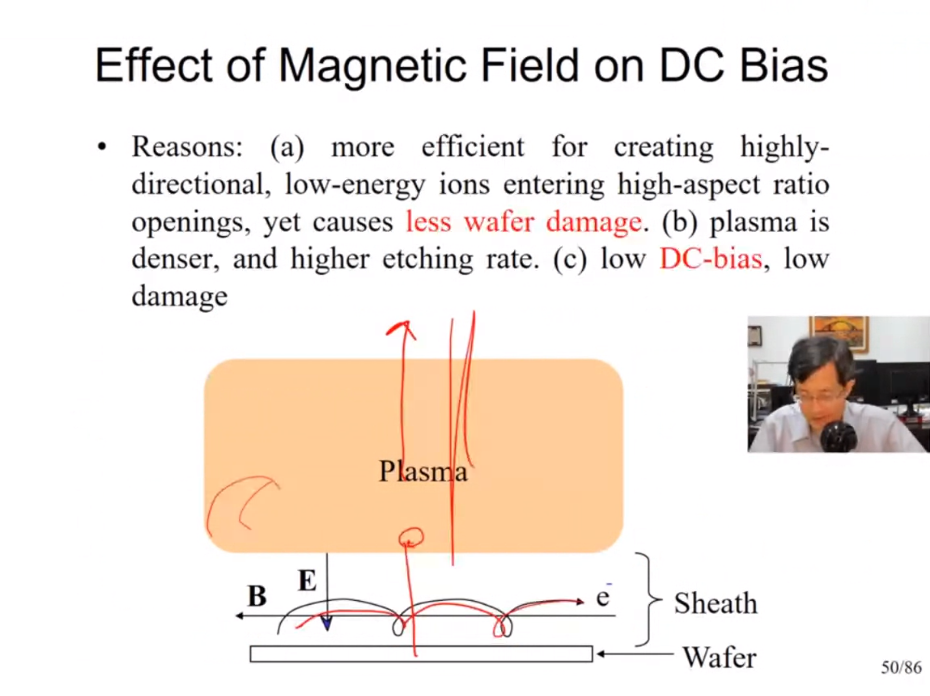 Effect of Magnetic Field on DC Bias
• Reasons: (a) more efficient for creating highly-
directional, low-energy ions entering high-aspect ratio
openings, yet causes less wafer damage. (b) plasma is
denser, and higher etching rate. (c) low DC-bias, low
damage
Plasma
B
E
e-
Sheath
Wafer
50/86